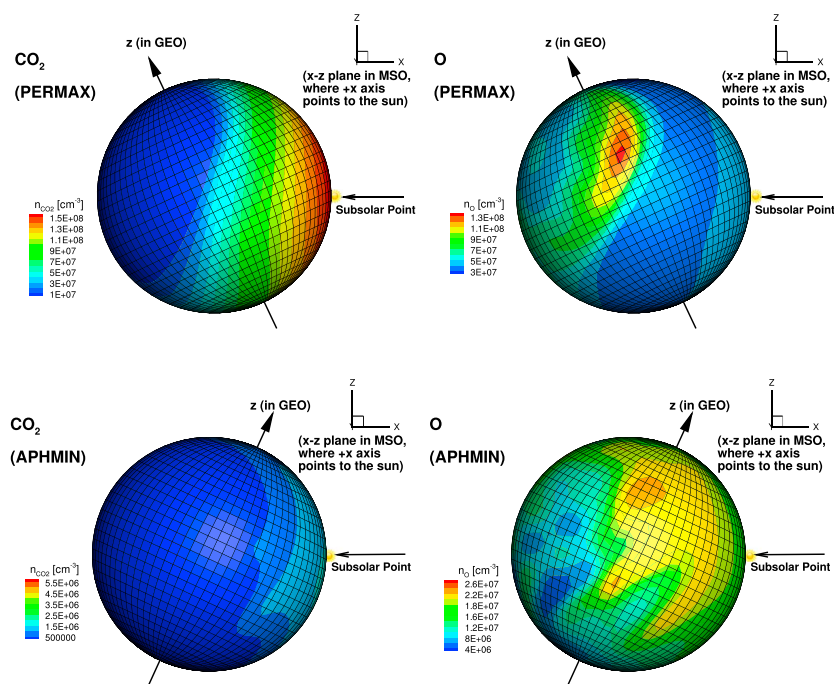 CO2
(PERMAX)
z (in GEO)
Z
X
(x-z plane in MSO,
where +x axis
points to the sun)
Subsolar Point
nCO2 [cm-3]
1.5E+08
1.3E+08
1.1E+08
9E+07
7E+07
5E+07
3E+07
1E+07
O
(PERMAX)
z (in GEO)
Z
X
(x-z plane in MSO,
where +x axis
points to the sun)
Subsolar Point
nO [cm-3]
1.3E+08
1.1E+08
9E+07
7E+07
5E+07
3E+07
CO2
(APHMIN)
z (in GEO)
Z
X
(x-z plane in MSO,
where +x axis
points to the sun)
Subsolar Point
nCO2 [cm-3]
5.5E+06
4.5E+06
3.5E+06
2.5E+06
1.5E+06
500000
O
(APHMIN)
z (in GEO)
Z
X
(x-z plane in MSO,
where +x axis
points to the sun)
Subsolar Point
nO [cm-3]
2.6E+07
2.2E+07
1.8E+07
1.2E+07
8E+06
4E+06